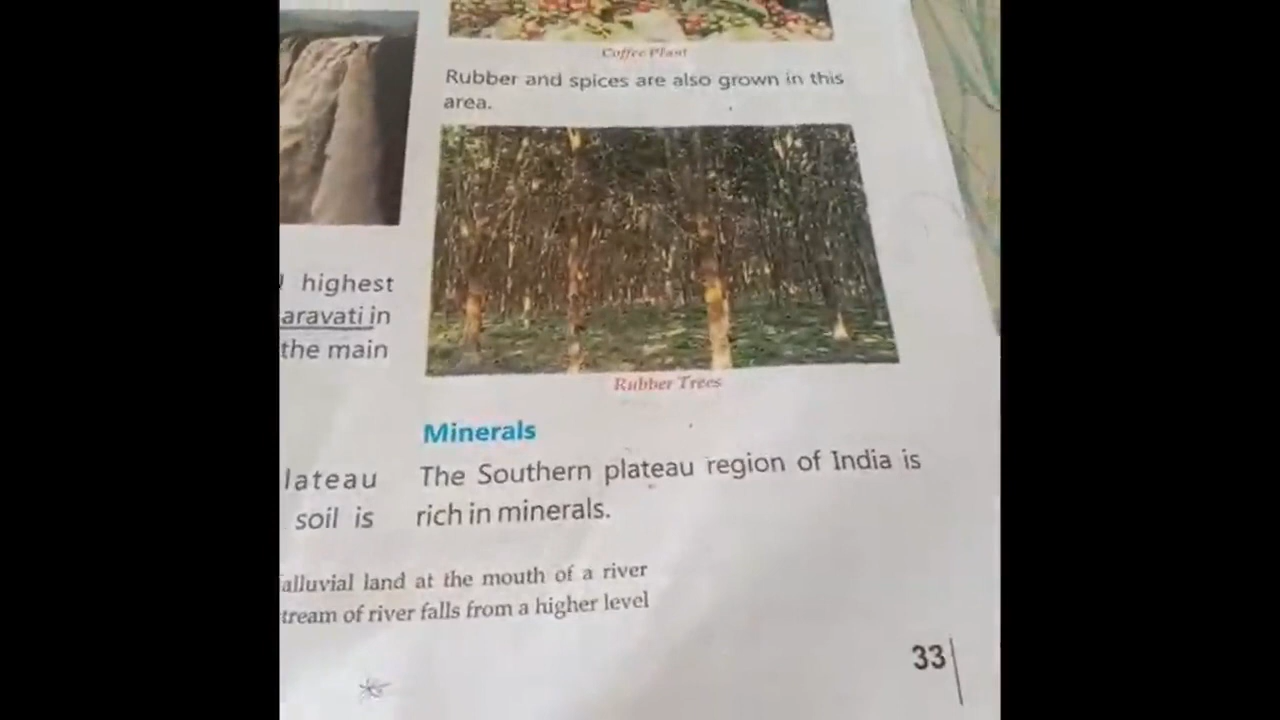 highest
aravati in
the main
lateau
soil is
Coffee Plant
Rubber and spices are also grown in this
area.
Rubber Trees
Minerals
The Southern plateau region of India is
rich in minerals.
alluvial land at the mouth of a river
tream of river falls from a higher level
33